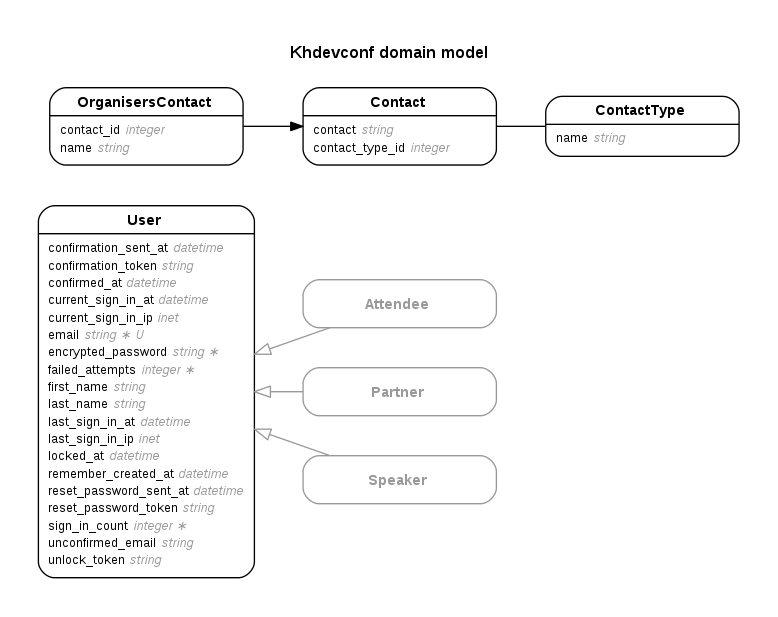 Khdevconf domain model
OrganisersContact
contact_id integer
name string
Contact
contact string
contact_type_id integer
ContactType
name string
User
confirmation_sent_at datetime
confirmation_token string
confirmed_at datetime
current_sign_in_at datetime
current_sign_in_ip inet
email string ∗ U
encrypted_password string ∗
failed_attempts integer ∗
first_name string
last_name string
last_sign_in_at datetime
last_sign_in_ip inet
locked_at datetime
remember_created_at datetime
reset_password_sent_at datetime
reset_password_token string
sign_in_count integer ∗
unconfirmed_email string
unlock_token string
Attendee
Partner
Speaker